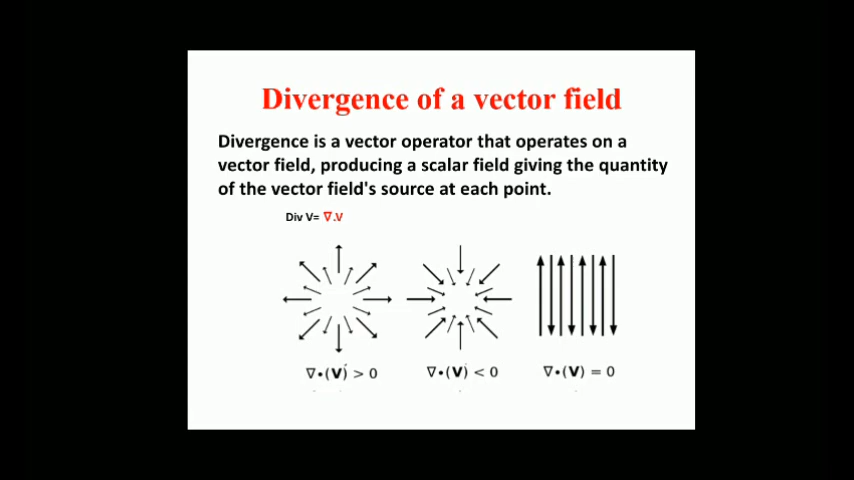 Divergence of a vector field
Divergence is a vector operator that operates on a
vector field, producing a scalar field giving the quantity
of the vector field's source at each point.
Div V= ∇.V
∇•(V) > 0
∇•(V) < 0
∇•(V) = 0